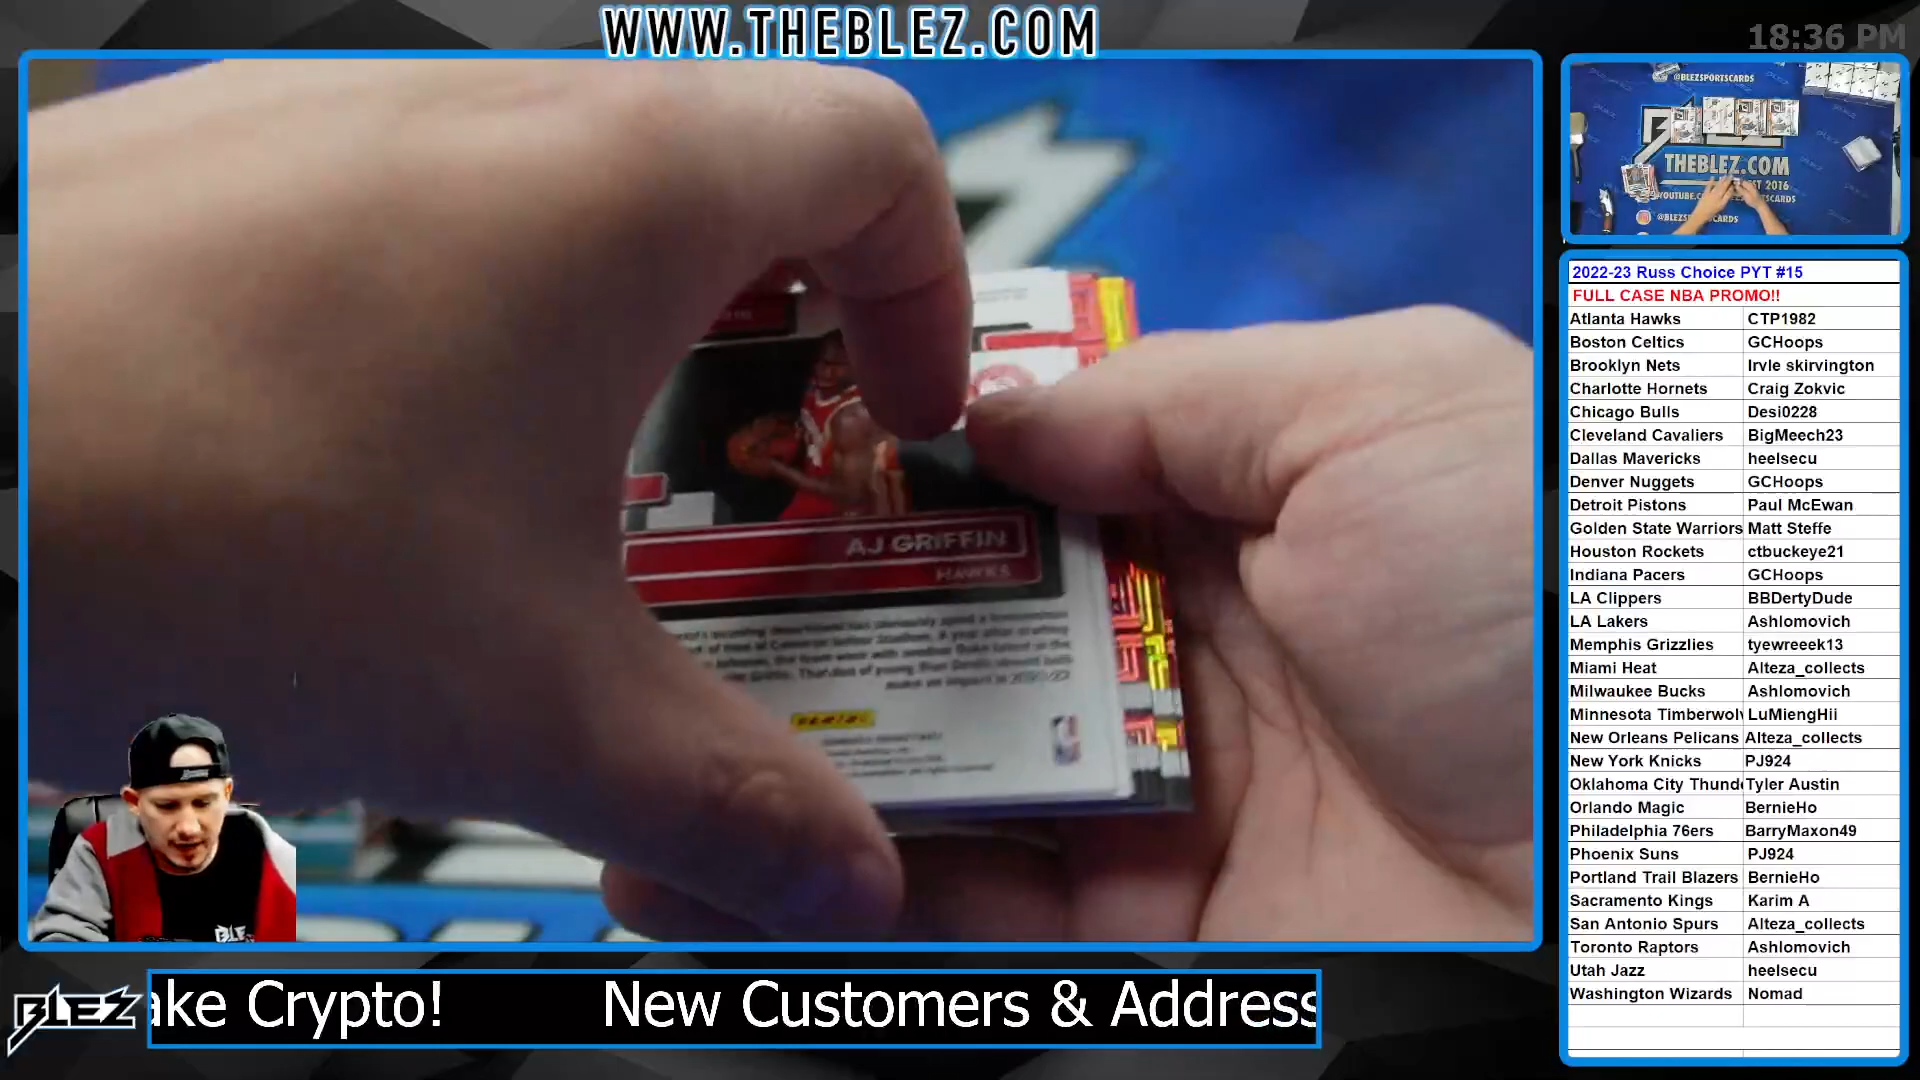 WWW.THEBLEZ.COM
18:36 PM
@BLEZSPORTSCARDS
THEBLEZ.COM
2016
AJ GRIFFIN
HAWKS
PANINI
2022-23 Russ Choice PYT #15
FULL CASE NBA PROMO!!
Atlanta Hawks CTP1982
Boston Celtics GCHoops
Brooklyn Nets Irvle skirvington
Charlotte Hornets Craig Zokvic
Chicago Bulls Desi0228
Cleveland Cavaliers BigMeech23
Dallas Mavericks heelsecu
Denver Nuggets GCHoops
Detroit Pistons Paul McEwan
Golden State Warriors Matt Steffe
Houston Rockets ctbuckeye21
Indiana Pacers GCHoops
LA Clippers BBDertyDude
LA Lakers Ashlomovich
Memphis Grizzlies tyewreeek13
Miami Heat Alteza_collects
Milwaukee Bucks Ashlomovich
Minnesota Timberwolv LuMiengHii
New Orleans Pelicans Alteza_collects
New York Knicks PJ924
Oklahoma City Thund Tyler Austin
Orlando Magic BernieHo
Philadelphia 76ers BarryMaxon49
Phoenix Suns PJ924
Portland Trail Blazers BernieHo
Sacramento Kings Karim A
San Antonio Spurs Alteza_collects
Toronto Raptors Ashlomovich
Utah Jazz heelsecu
Washington Wizards Nomad
BLEZ
ake Crypto! New Customers & Address